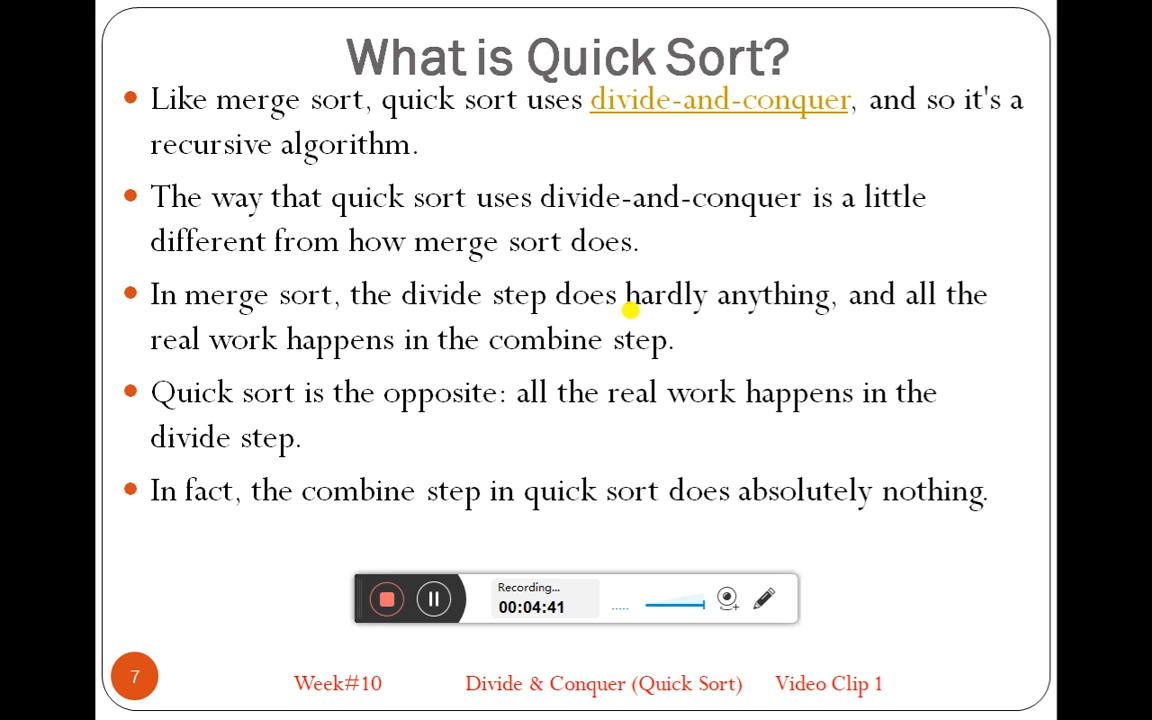 What is Quick Sort?
Like merge sort, quick sort uses divide-and-conquer, and so it's a
recursive algorithm.
The way that quick sort uses divide-and-conquer is a little
different from how merge sort does.
In merge sort, the divide step does hardly anything, and all the
real work happens in the combine step.
Quick sort is the opposite: all the real work happens in the
divide step.
In fact, the combine step in quick sort does absolutely nothing.
Recording...
00:04:41
7
Week#10 Divide & Conquer (Quick Sort) Video Clip 1